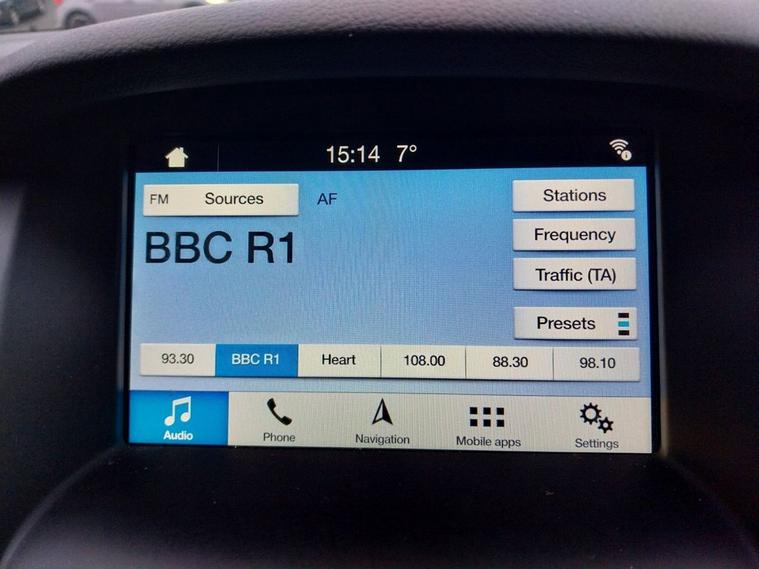 15:14 7°
FM Sources AF Stations
BBC R1
Frequency
Traffic (TA)
Presets
93.30 BBC R1 Heart 108.00 88.30 98.10
Audio Phone Navigation Mobile apps Settings